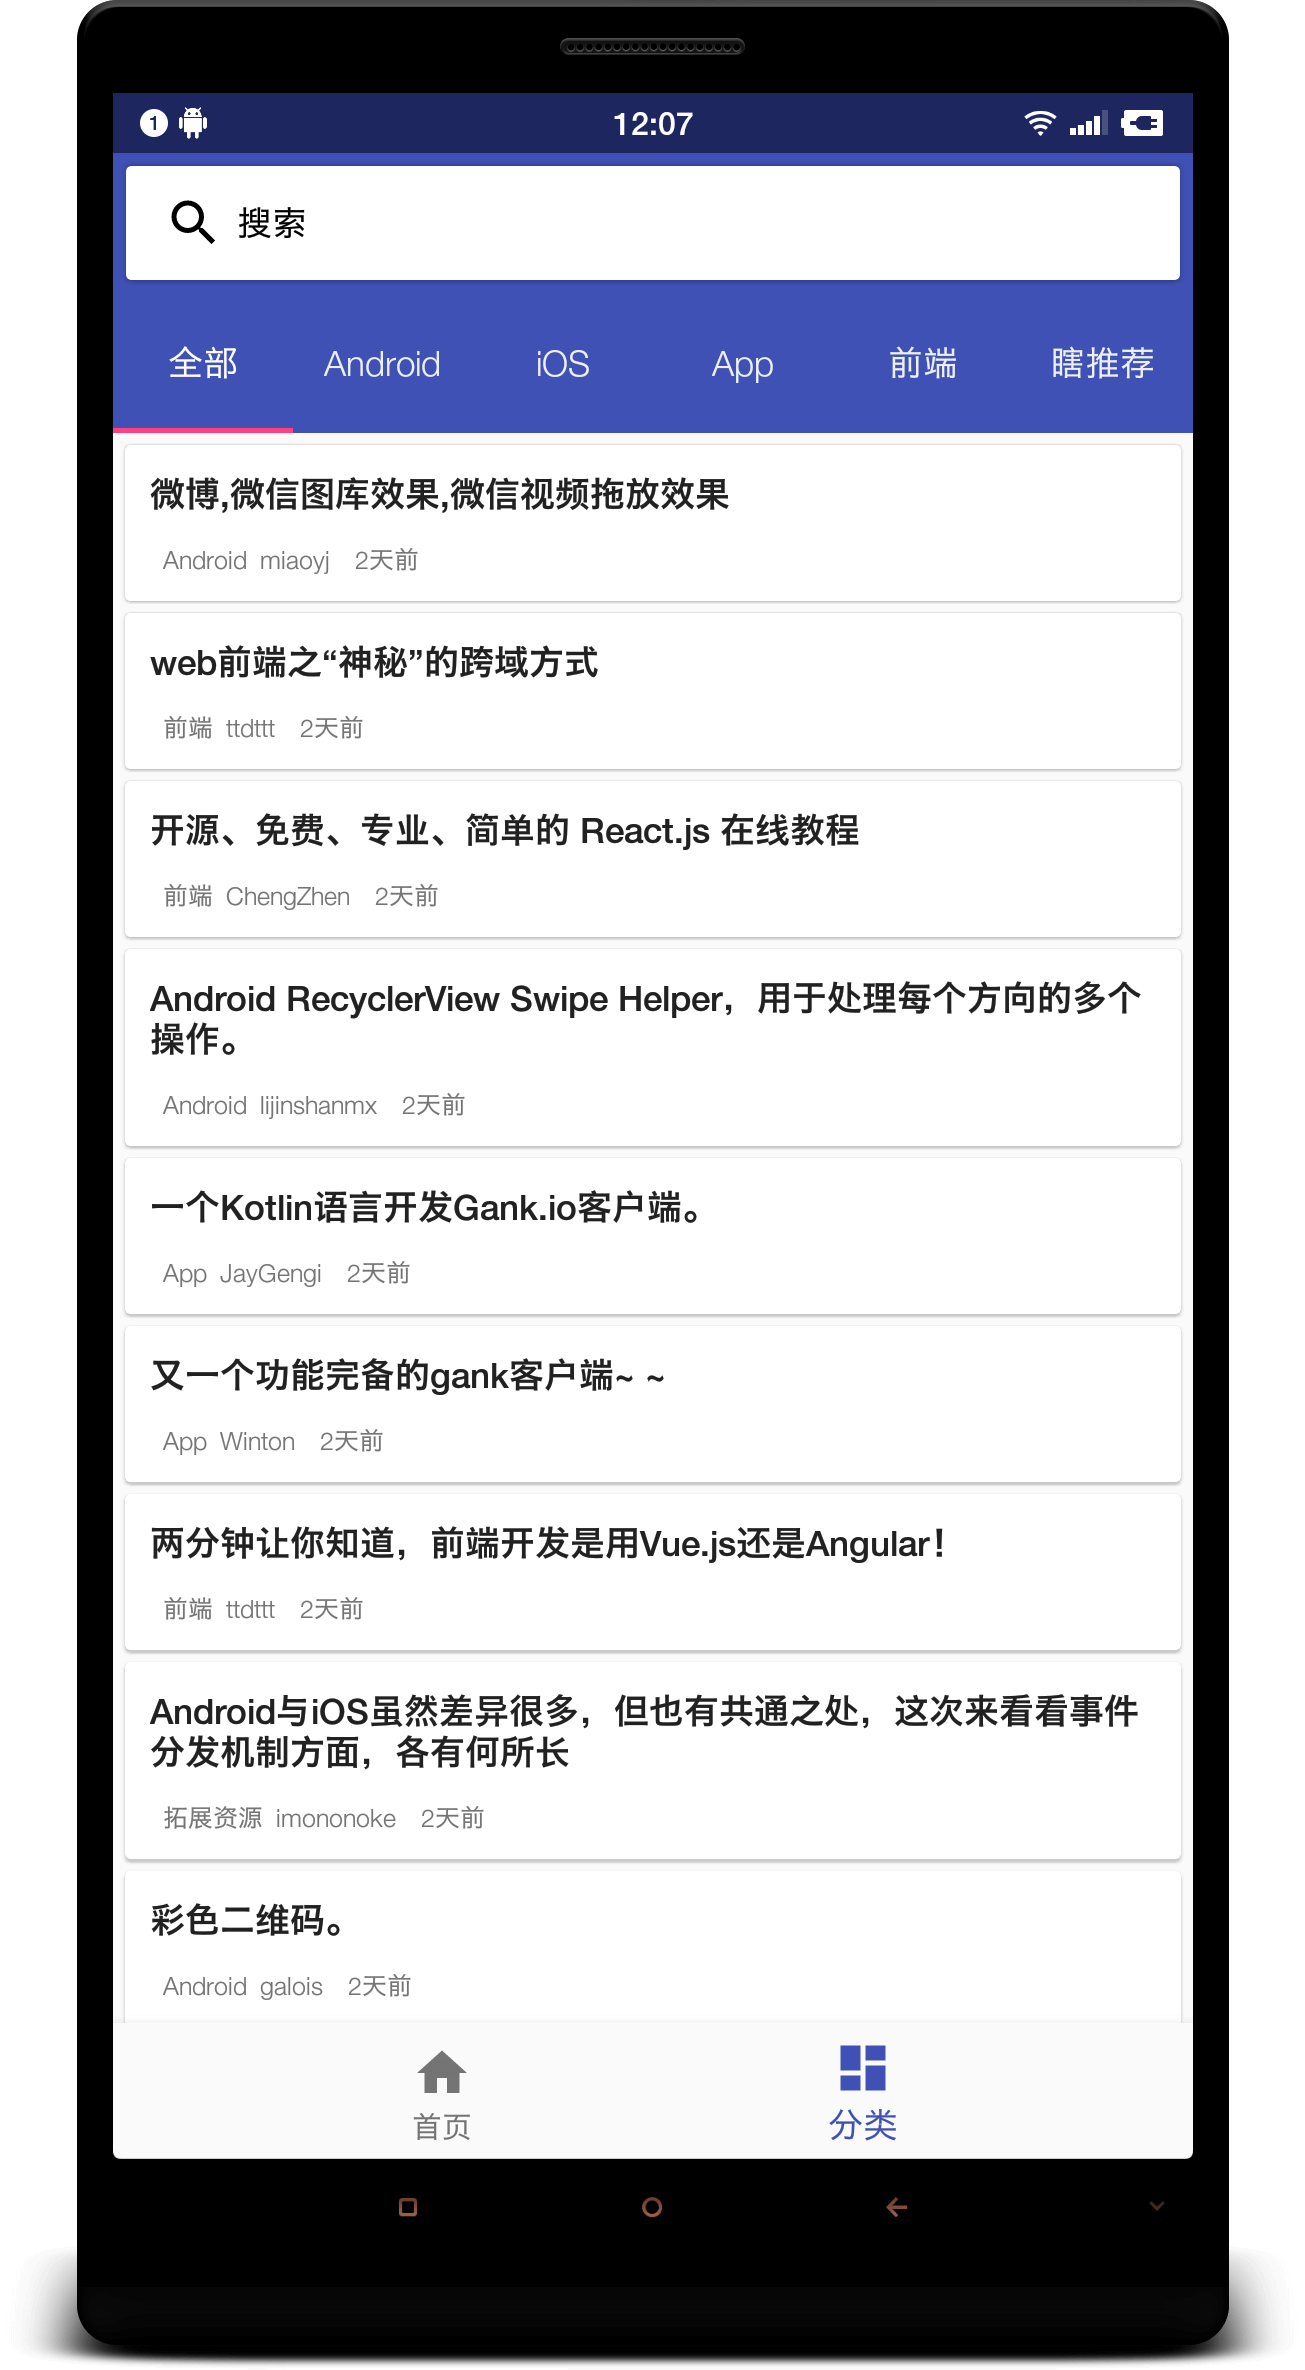 1 12:07
搜索
全部 Android iOS App 前端 瞎推荐
微博,微信图库效果,微信视频拖放效果
Android miaoyj 2天前
web前端之“神秘”的跨域方式
前端 ttdttt 2天前
开源、免费、专业、简单的 React.js 在线教程
前端 ChengZhen 2天前
Android RecyclerView Swipe Helper，用于处理每个方向的多个
操作。
Android lijinshanmx 2天前
一个Kotlin语言开发Gank.io客户端。
App JayGengi 2天前
又一个功能完备的gank客户端~ ~
App Winton 2天前
两分钟让你知道，前端开发是用Vue.js还是Angular！
前端 ttdttt 2天前
Android与iOS虽然差异很多，但也有共通之处，这次来看看事件
分发机制方面，各有何所长
拓展资源 imononoke 2天前
彩色二维码。
Android galois 2天前
首页 分类